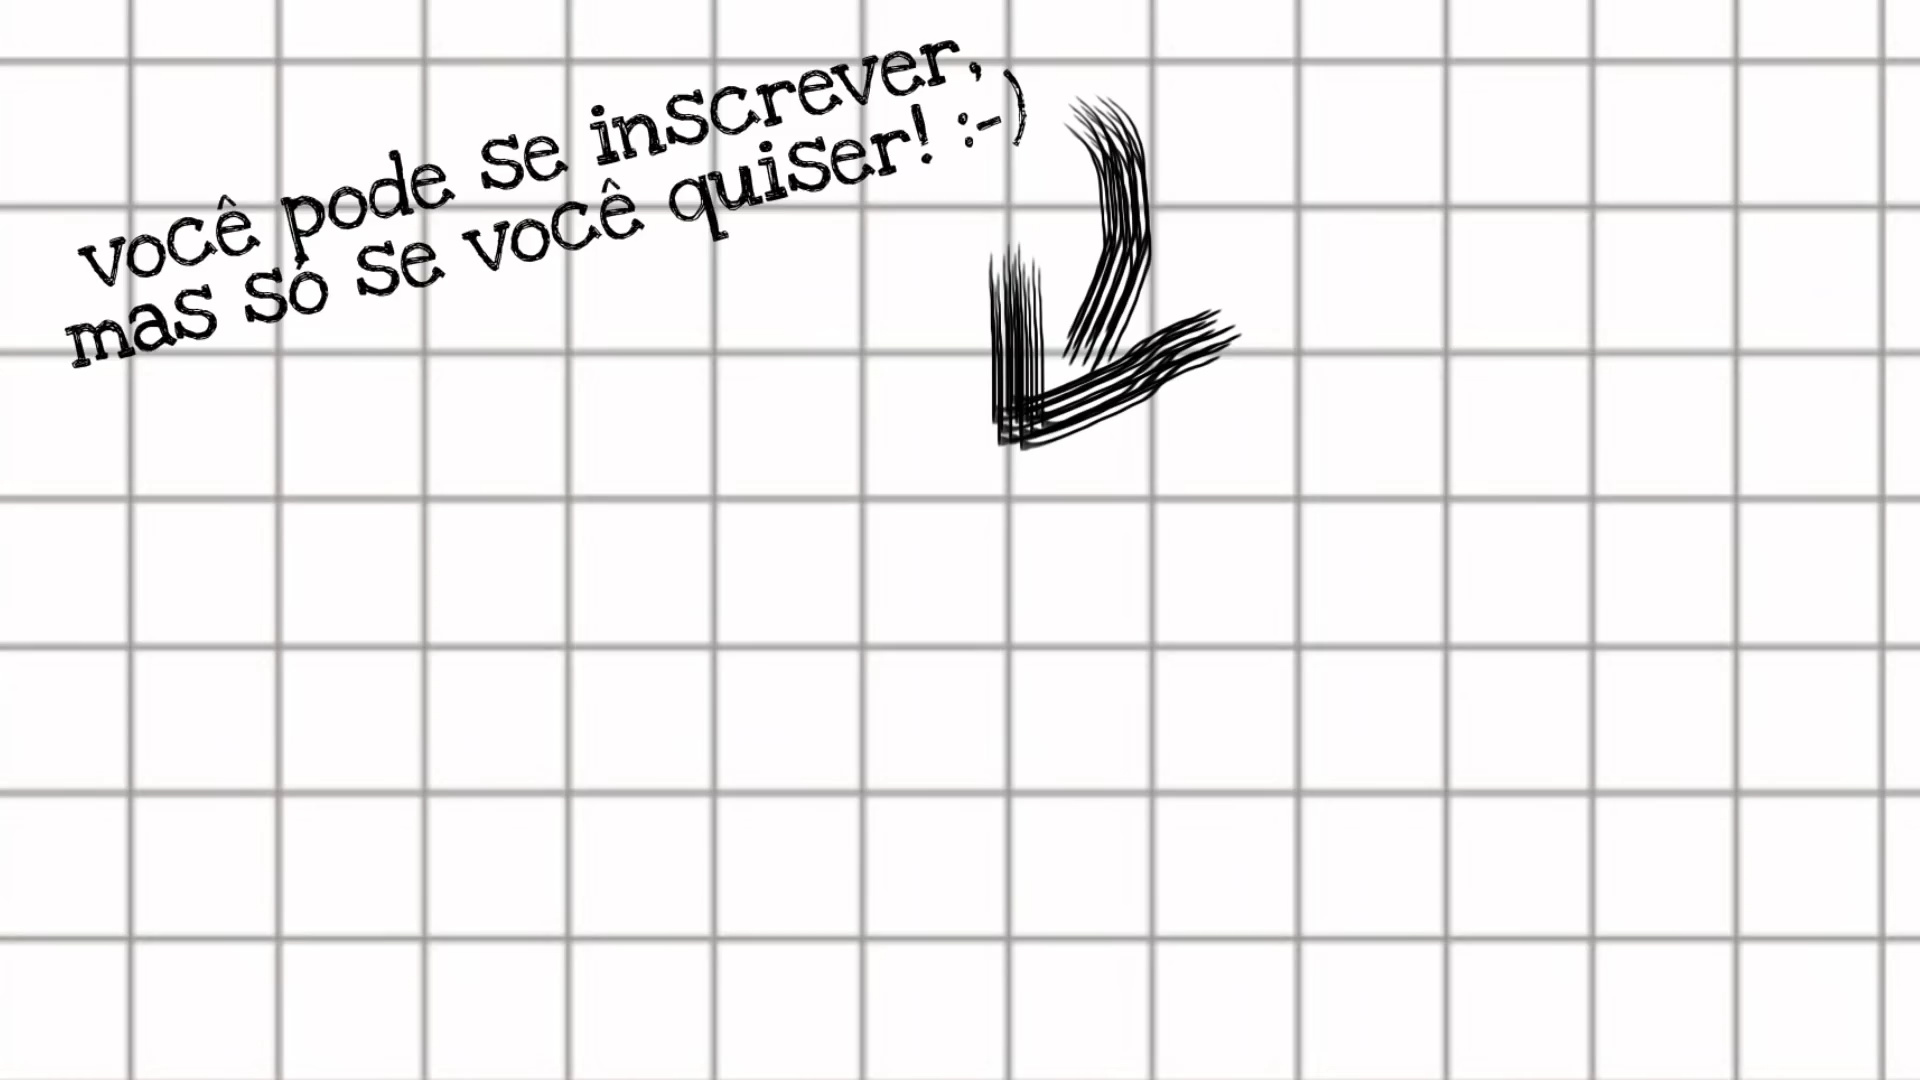 você pode se inscrever,
mas só se você quiser! :-)